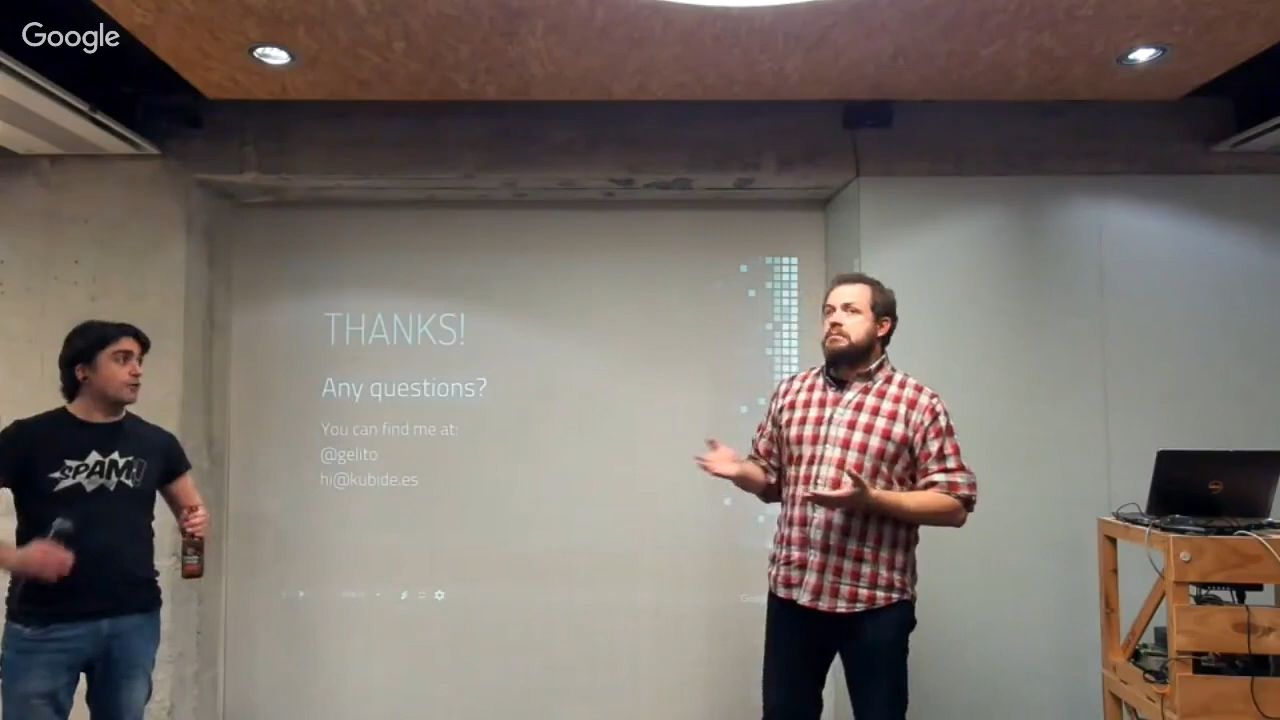 Google
THANKS!
Any questions?
You can find me at:
@gelito
hi@kubide.es
SPAM!